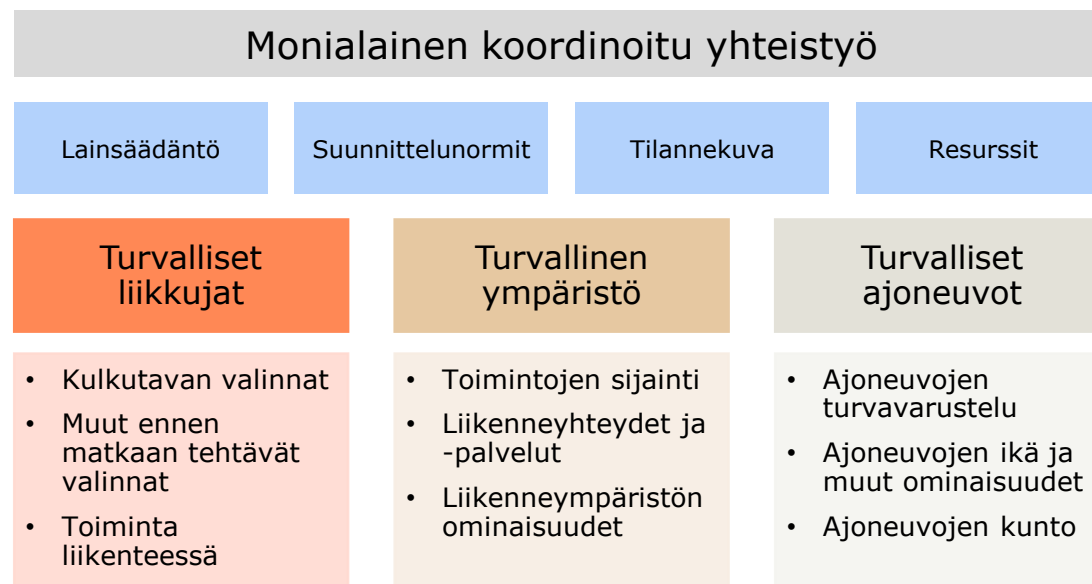 Monialainen koordinoitu yhteistyö
Lainsäädäntö
Suunnittelunormit
Tilannekuva
Resurssit
Turvalliset
liikkujat
• Kulkutavan valinnat
• Muut ennen
matkaan tehtävät
valinnat
• Toiminta
liikenteessä
Turvallinen
ympäristö
• Toimintojen sijainti
• Liikenneyhteydet ja
-palvelut
• Liikenneympäristön
ominaisuudet
Turvalliset
ajoneuvot
• Ajoneuvojen
turvavarustelu
• Ajoneuvojen ikä ja
muut ominaisuudet
• Ajoneuvojen kunto